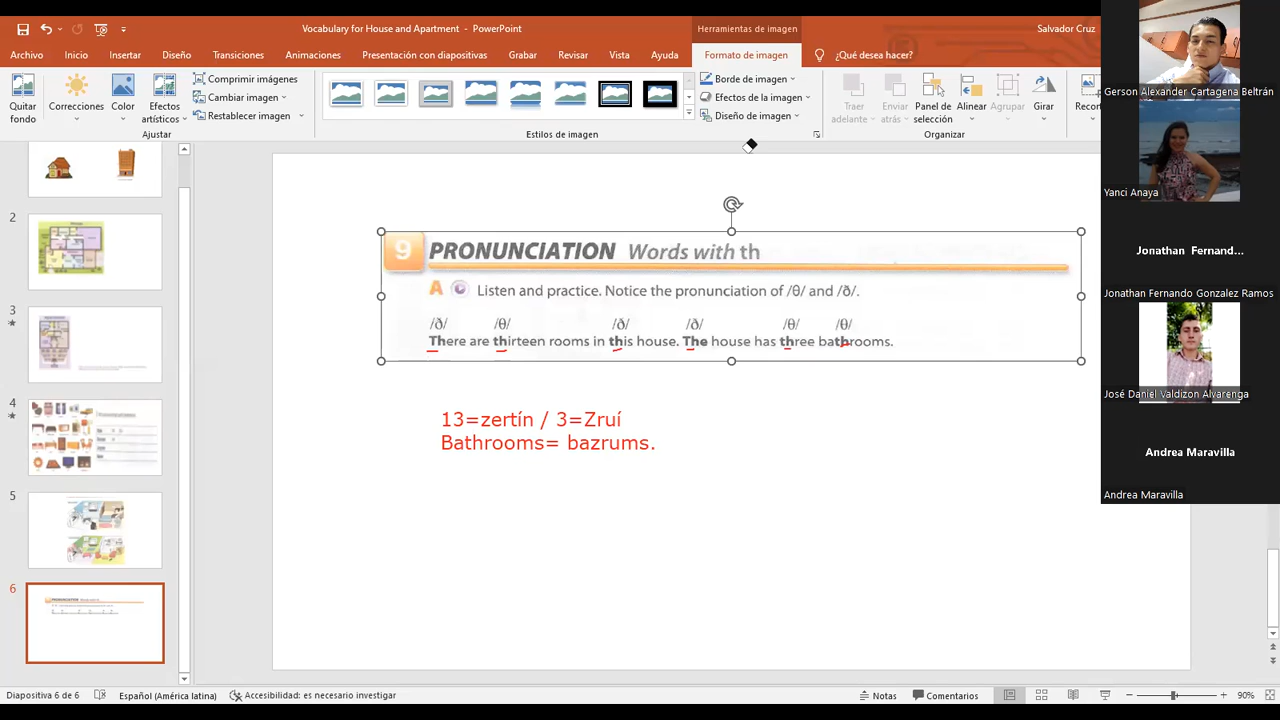 Vocabulary for House and Apartment - PowerPoint
Herramientas de imagen
Salvador Cruz
Archivo Inicio Insertar Diseño Transiciones Animaciones Presentación con diapositivas Grabar Revisar Vista Ayuda Formato de imagen ¿Qué desea hacer?
Quitar fondo
Correcciones
Color
Efectos artísticos
Comprimir imágenes
Cambiar imagen
Restablecer imagen
Ajustar
Estilos de imagen
Borde de imagen
Efectos de la imagen
Diseño de imagen
Traer adelante
Enviar atrás
Panel de selección
Alinear
Agrupar
Girar
Recort
Organizar
Gerson Alexander Cartagena Beltrán
Yanci Anaya
Jonathan Fernand...
Jonathan Fernando Gonzalez Ramos
José Daniel Valdizon Alvarenga
Andrea Maravilla
Andrea Maravilla
2
3
4
5
6
9 PRONUNCIATION Words with th
A Listen and practice. Notice the pronunciation of /θ/ and /ð/.
/ð/ /θ/ /ð/ /ð/ /θ/ /θ/
There are thirteen rooms in this house. The house has three bathrooms.
13=zertín / 3=Zruí
Bathrooms= bazrums.
Diapositiva 6 de 6 Español (América latina) Accesibilidad: es necesario investigar Notas Comentarios 90%